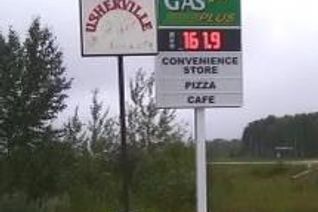 USHERVILLE
GAS
PLUS
161.9
CONVENIENCE
STORE
PIZZA
CAFE